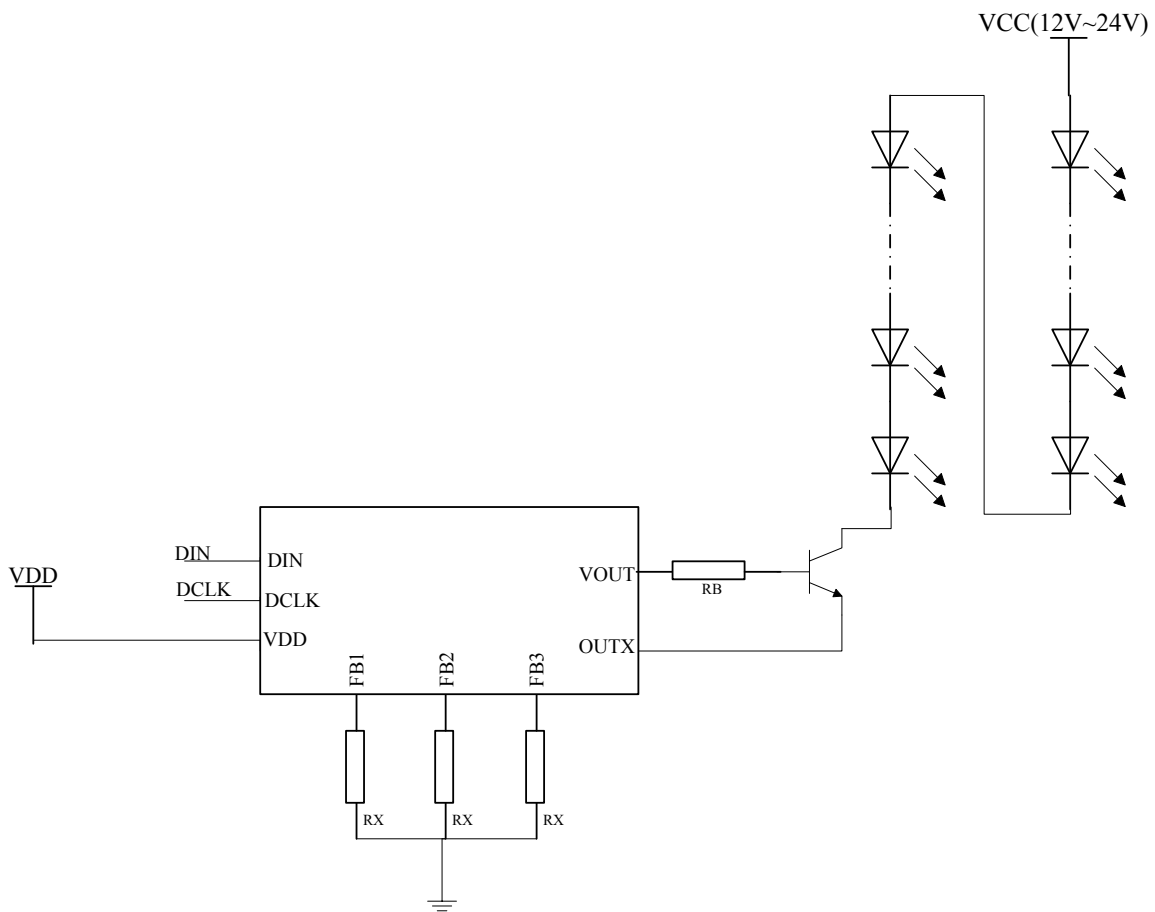 VCC(12V~24V)
DIN
DIN
VDD
DCLK
DCLK
VDD
VOUT
RB
OUTX
FB1
FB2
FB3
RX
RX
RX